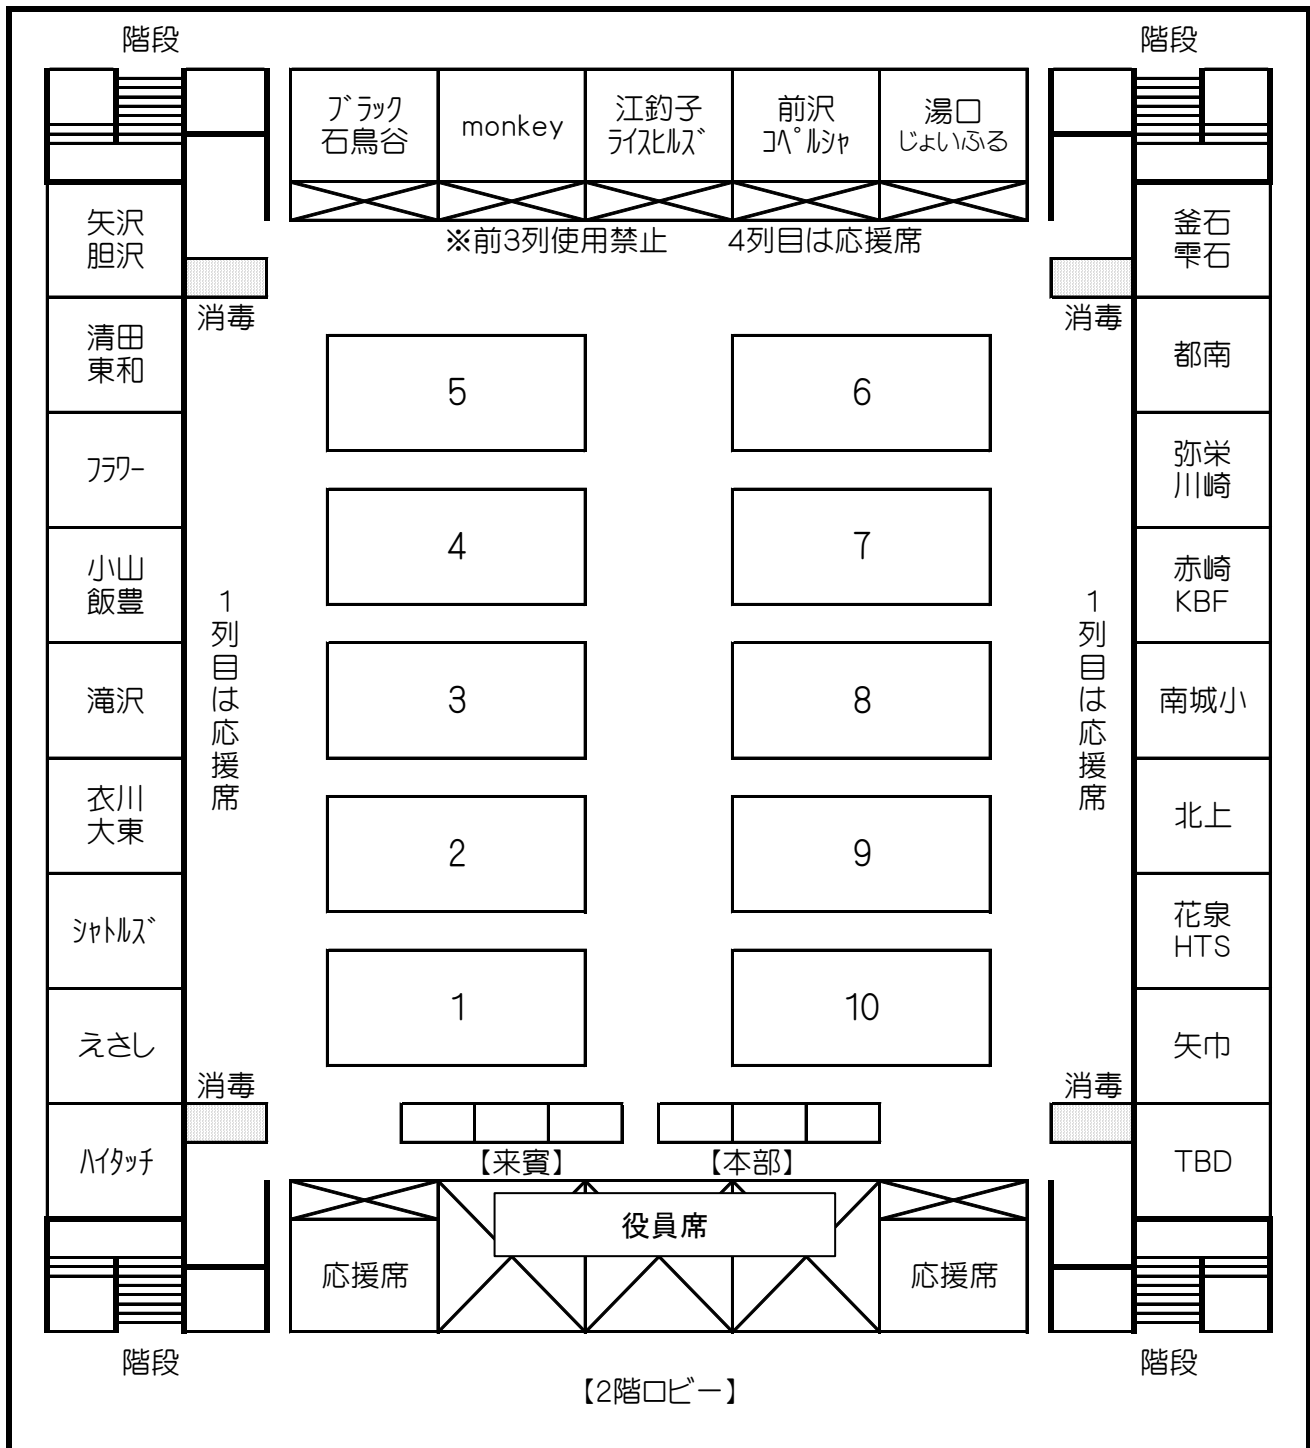 階段
階段
ブラック
石鳥谷
monkey
江釣子
ライスヒルズ
前沢
コペルシャ
湯口
じょいふる
※前3列使用禁止　　4列目は応援席
矢沢
胆沢
清田
東和
フラワー
小山
飯豊
滝沢
衣川
大東
シャトルズ
えさし
ハイタッチ
消毒
1列目は応援席
消毒
5
4
3
2
1
6
7
8
9
10
消毒
1列目は応援席
消毒
釜石
雫石
都南
弥栄
川崎
赤崎
KBF
南城小
北上
花泉
HTS
矢巾
TBD
【来賓】
【本部】
役員席
応援席
応援席
階段
階段
【2階ロビー】